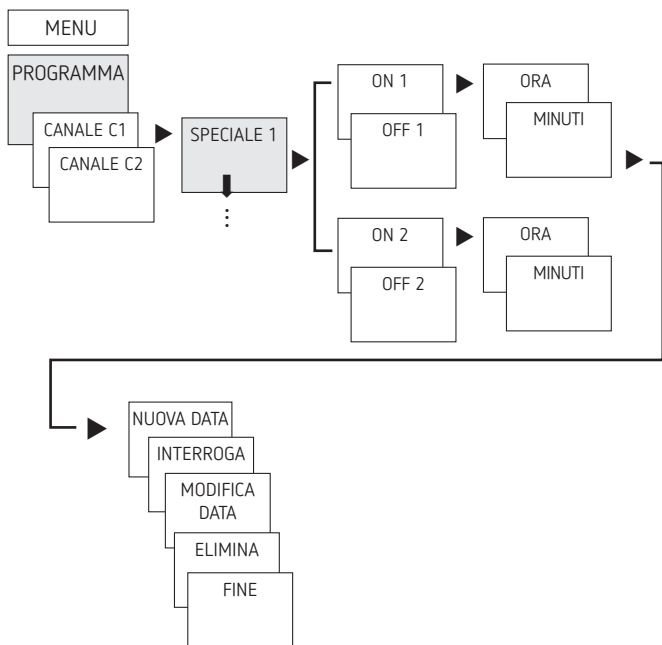 MENU
PROGRAMMA
CANALE C1
CANALE C2
SPECIALE 1
ON 1
OFF 1
ORA
MINUTI
ON 2
OFF 2
ORA
MINUTI
NUOVA DATA
INTERROGA
MODIFICA
DATA
ELIMINA
FINE